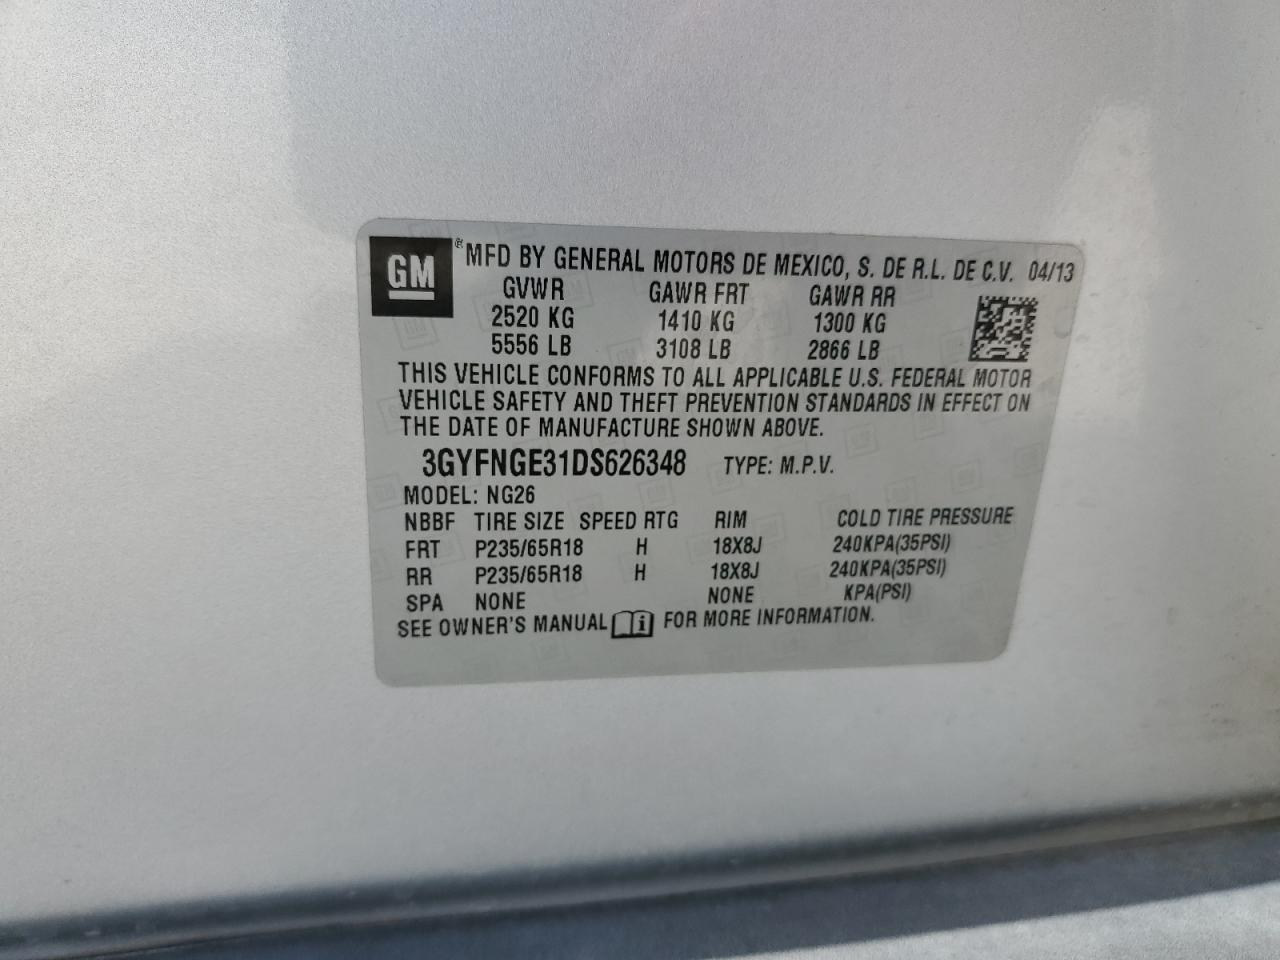 GM ® MFD BY GENERAL MOTORS DE MEXICO, S. DE R.L. DE C.V. 04/13
GVWR GAWR FRT GAWR RR
2520 KG 1410 KG 1300 KG
5556 LB 3108 LB 2866 LB
THIS VEHICLE CONFORMS TO ALL APPLICABLE U.S. FEDERAL MOTOR
VEHICLE SAFETY AND THEFT PREVENTION STANDARDS IN EFFECT ON
THE DATE OF MANUFACTURE SHOWN ABOVE.
3GYFNGE31DS626348 TYPE: M.P.V.
MODEL: NG26
NBBF TIRE SIZE SPEED RTG RIM COLD TIRE PRESSURE
FRT P235/65R18 H 18X8J 240KPA(35PSI)
RR P235/65R18 H 18X8J 240KPA(35PSI)
SPA NONE NONE KPA(PSI)
SEE OWNER'S MANUAL i FOR MORE INFORMATION.